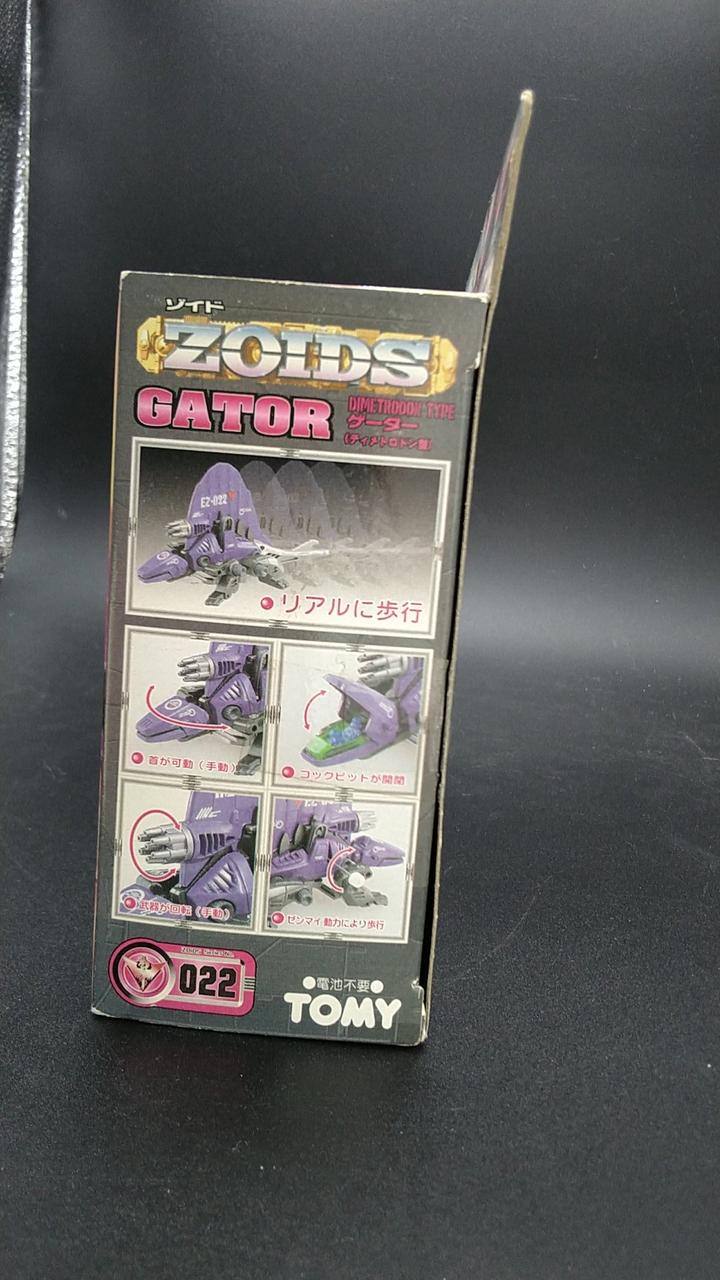 ゾイド
ZOIDS
GATOR
DIMETRODON TYPE
ゲーター
(ディメトロドン型)
EZ-022
リアルに歩行
首が可動(手動)
コックピットが開閉
武器が回転(手動)
ゼンマイ動力により歩行
ZOIDS Series No.
022
電池不要
TOMY